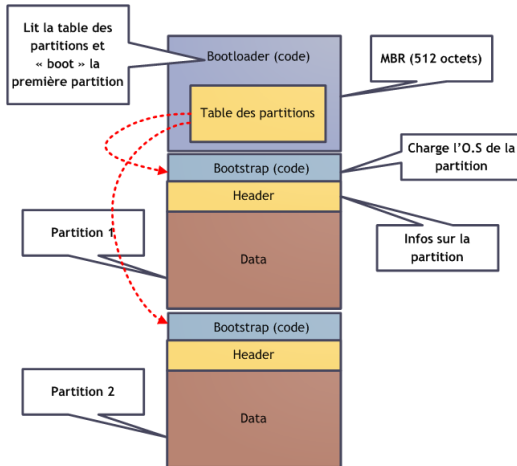 Lit la table des
partitions et
« boot » la
première partition
Bootloader (code)
MBR (512 octets)
Table des partitions
Bootstrap (code)
Charge l’O.S de la
partition
Header
Partition 1
Infos sur la
partition
Data
Bootstrap (code)
Header
Partition 2
Data